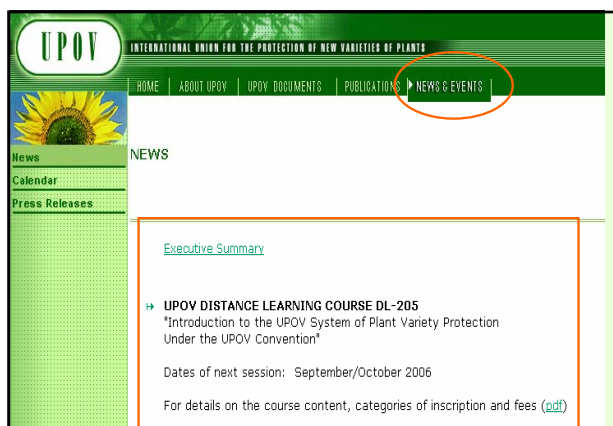 UPOV
INTERNATIONAL UNION FOR THE PROTECTION OF NEW VARIETIES OF PLANTS
HOME ABOUT UPOV UPOV DOCUMENTS PUBLICATIONS NEWS & EVENTS
News
Calendar
Press Releases
NEWS
Executive Summary
UPOV DISTANCE LEARNING COURSE DL-205
"Introduction to the UPOV System of Plant Variety Protection
Under the UPOV Convention"
Dates of next session: September/October 2006
For details on the course content, categories of inscription and fees (pdf)